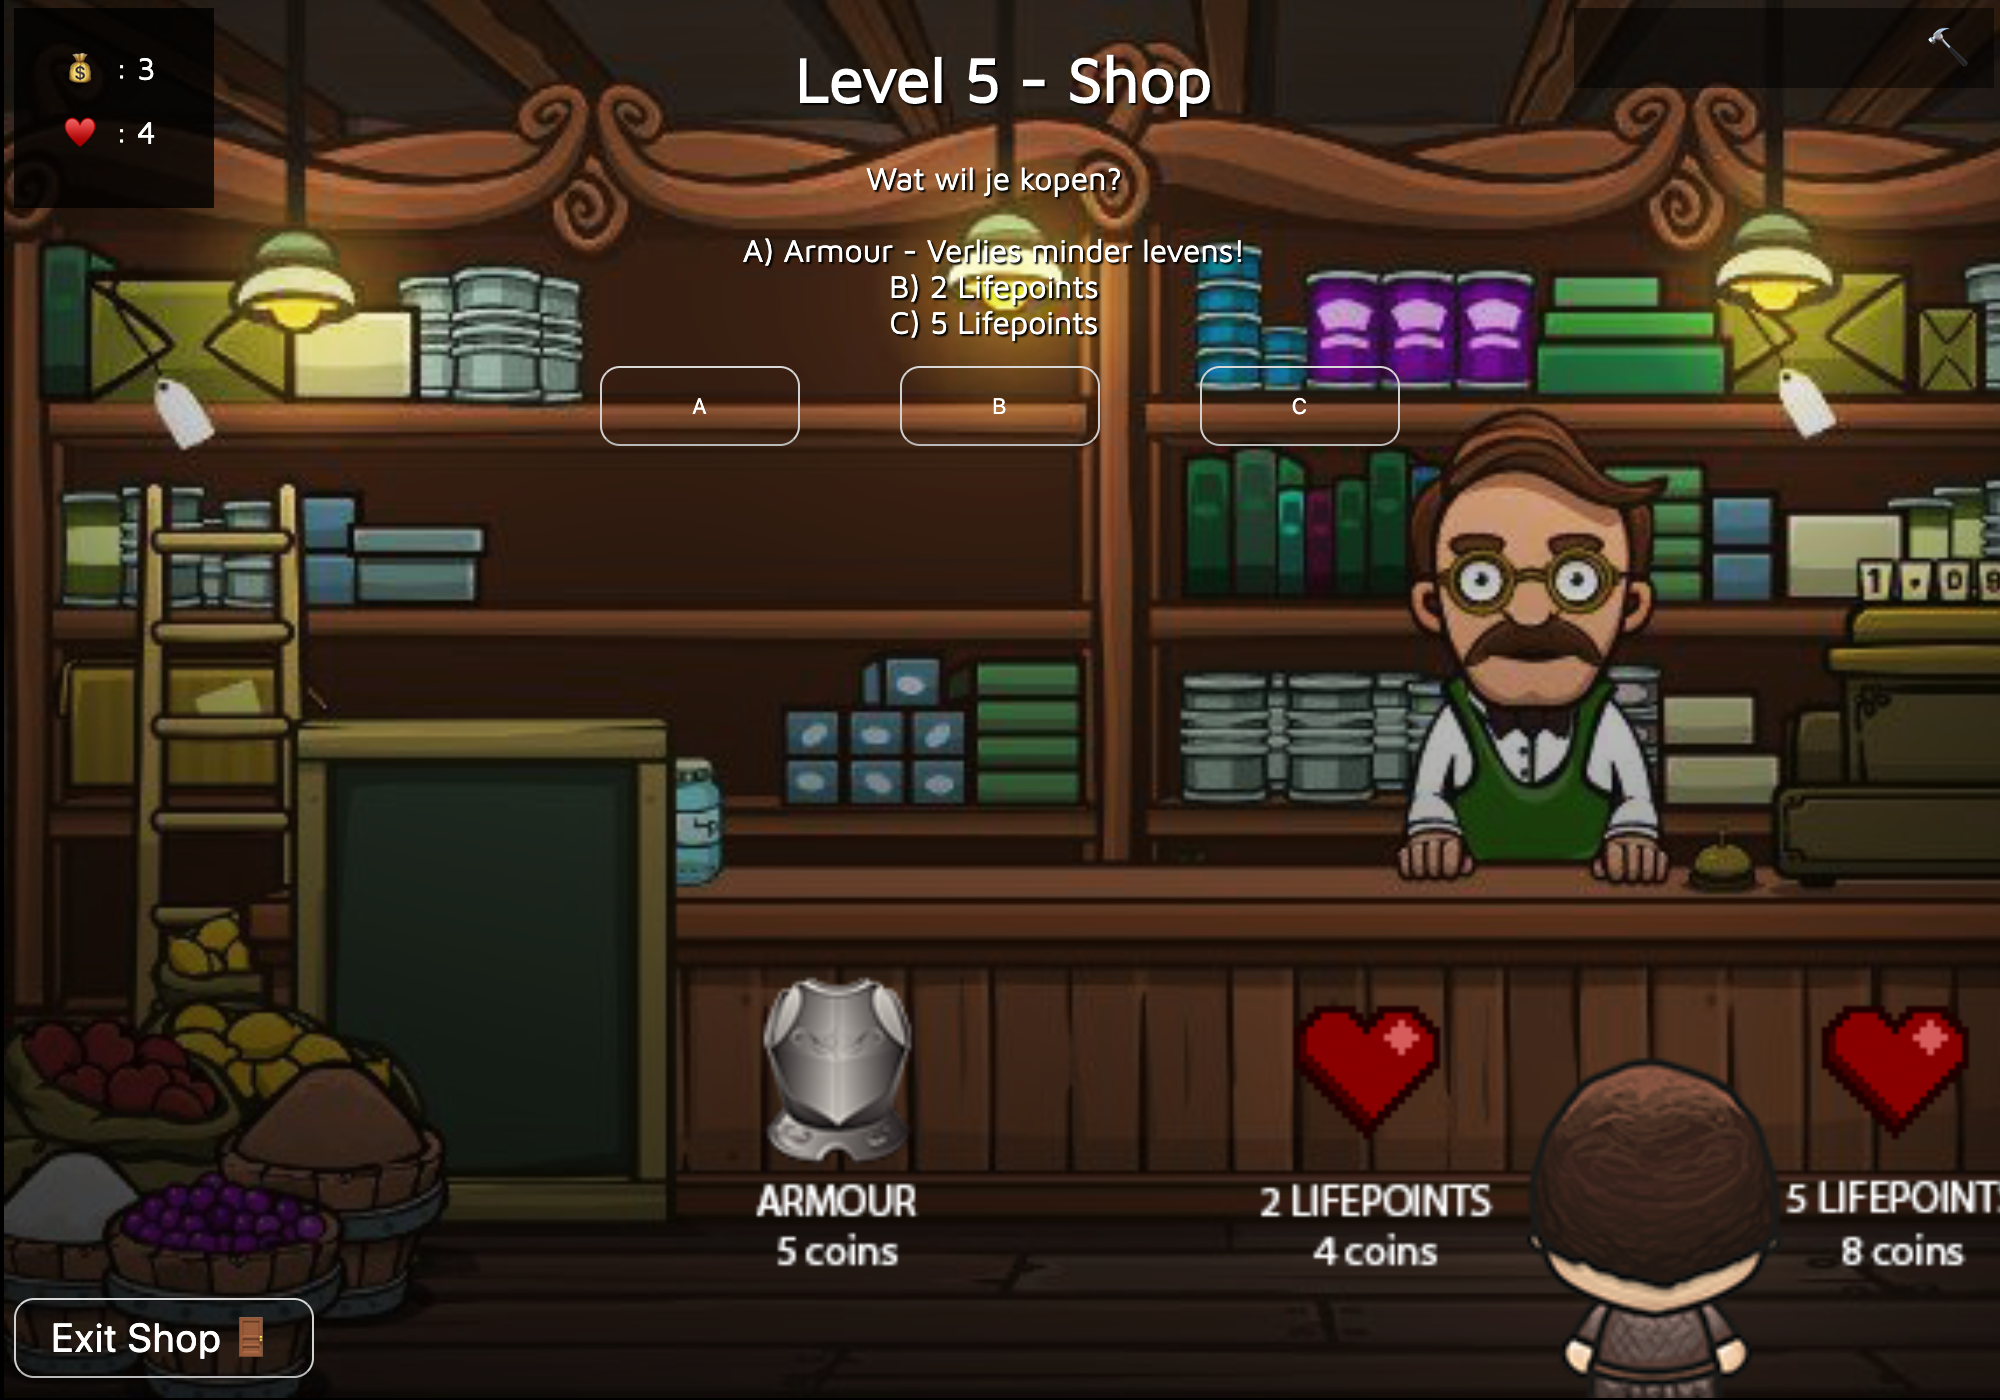 : 3
: 4
Level 5 - Shop
Wat wil je kopen?
A) Armour - Verlies minder levens!
B) 2 Lifepoints
C) 5 Lifepoints
A
B
C
ARMOUR
5 coins
2 LIFEPOINTS
4 coins
5 LIFEPOINTS
8 coins
Exit Shop